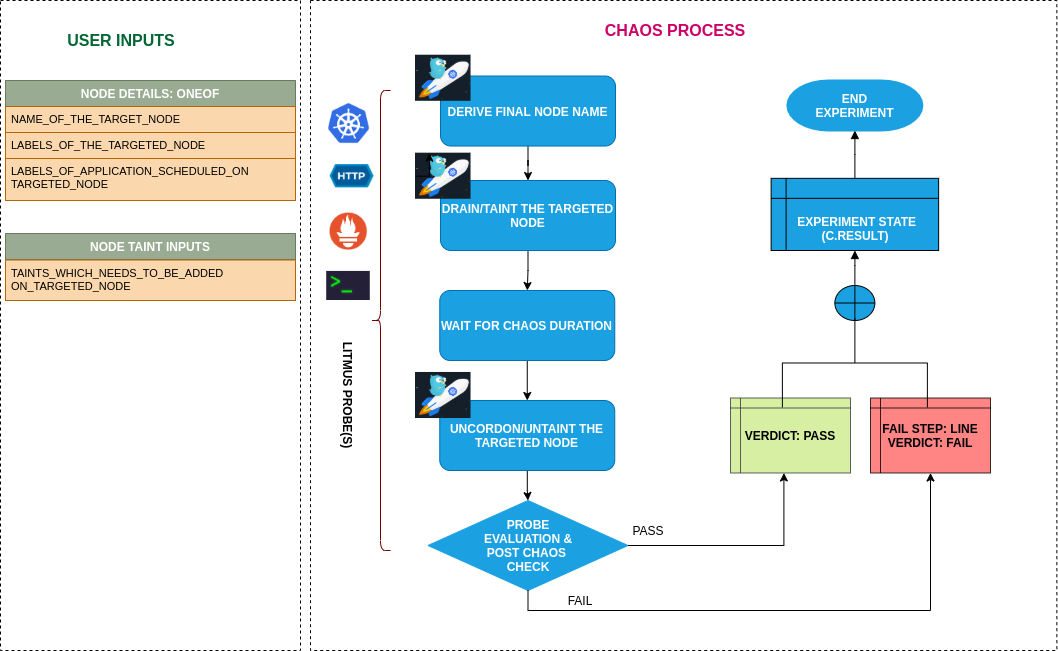 USER INPUTS
NODE DETAILS: ONEOF
NAME_OF_THE_TARGET_NODE
LABELS_OF_THE_TARGETED_NODE
LABELS_OF_APPLICATION_SCHEDULED_ON
TARGETED_NODE
NODE TAINT INPUTS
TAINTS_WHICH_NEEDS_TO_BE_ADDED
ON_TARGETED_NODE
CHAOS PROCESS
HTTP
>_
LITMUS PROBE(S)
DERIVE FINAL NODE NAME
DRAIN/TAINT THE TARGETED
NODE
WAIT FOR CHAOS DURATION
UNCORDON/UNTAINT THE
TARGETED NODE
PROBE
EVALUATION &
POST CHAOS
CHECK
PASS
FAIL
VERDICT: PASS
FAIL STEP: LINE
VERDICT: FAIL
EXPERIMENT STATE
(C.RESULT)
END
EXPERIMENT